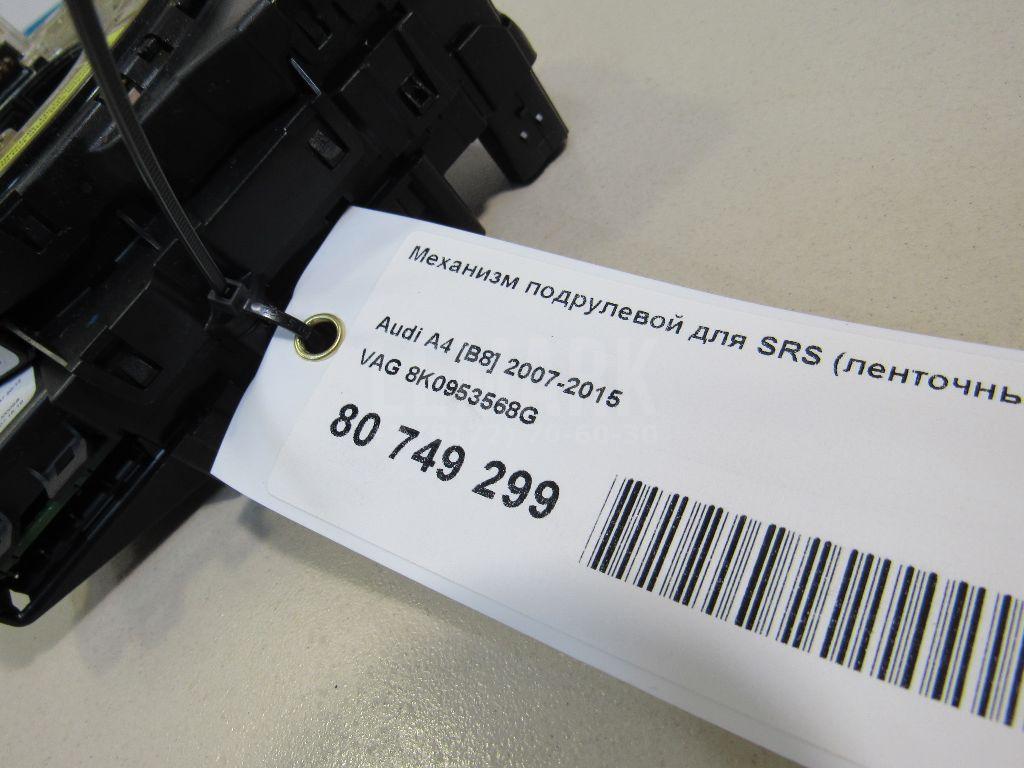 Механизм подрулевой для SRS (ленточны
Audi A4 [B8] 2007-2015
VAG 8K0953568G
80 749 299